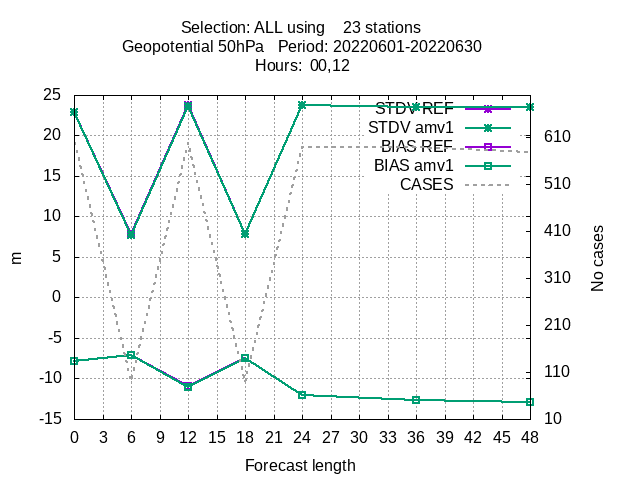 Selection: ALL using 23 stations
Geopotential 50hPa Period: 20220601-20220630
Hours: 00,12
25
20
15
10
5
0
-5
-10
-15
m
STDV REF
STDV amv1
BIAS REF
BIAS amv1
CASES
610
510
410
310
210
110
10
No cases
0 3 6 9 12 15 18 21 24 27 30 33 36 39 42 45 48
Forecast length